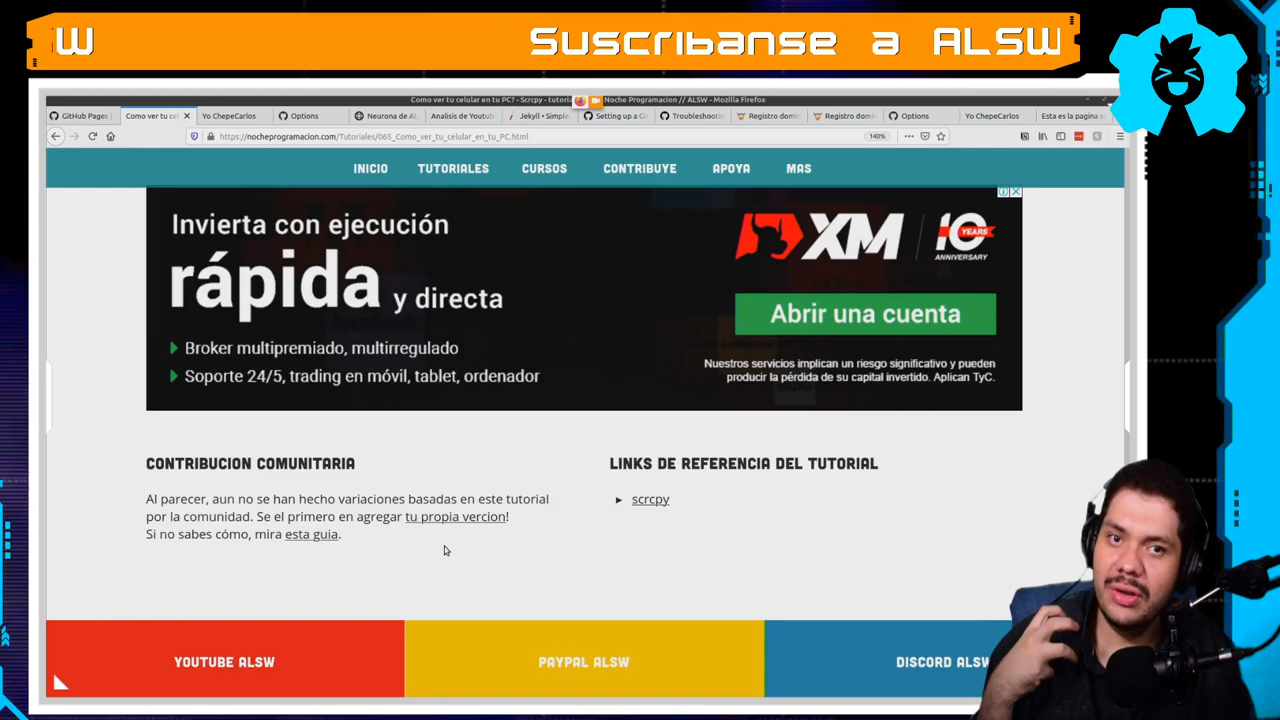 W
Suscribanse a ALSW
Como ver tu celular en tu PC? - Scrcpy - tutoria
Noche Programacion // ALSW - Mozilla Firefox
GitHub Pages
Como ver tu ce
Yo ChepeCarlos
Options
Neurona de AL
Analisis de Youtub
Jekyll • Simple,
Setting up a G
Troubleshootin
Registro domi
Registro domin
Options
Yo ChepeCarlos
Esta es la pagina se
https://nocheprogramacion.com/Tutoriales/065_Como_ver_tu_celular_en_tu_PC.html
140%
INICIO
TUTORIALES
CURSOS
CONTRIBUYE
APOYA
MAS
Invierta con ejecución
rápida y directa
Broker multipremiado, multirregulado
Soporte 24/5, trading en móvil, tablet, ordenador
XM
10
YEARS
ANNIVERSARY
Abrir una cuenta
Nuestros servicios implican un riesgo significativo y pueden
producir la pérdida de su capital invertido. Aplican TyC.
CONTRIBUCION COMUNITARIA
Al parecer, aun no se han hecho variaciones basadas en este tutorial
por la comunidad. Se el primero en agregar tu propia vercion!
Si no sabes cómo, mira esta guia.
LINKS DE REFERENCIA DEL TUTORIAL
scrcpy
YOUTUBE ALSW
PAYPAL ALSW
DISCORD ALSW